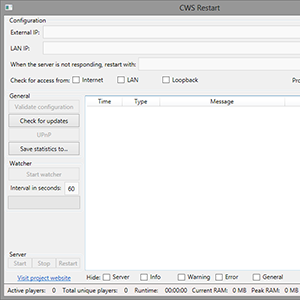 CWS Restart
Configuration
External IP:
LAN IP:
When the server is not responding, restart with:
Check for access from: Internet LAN Loopback
General
Validate configuration
Check for updates
UPnP
Save statistics to...
Watcher
Start watcher
Interval in seconds: 60
Time Type Message
Server
Start Stop Restart
Visit project website
Hide: Server Info Warning Error General
Active players: 0 Total unique players: 0 Runtime: 00:00:00 Current RAM: 0 MB Peak RAM: 0 MB